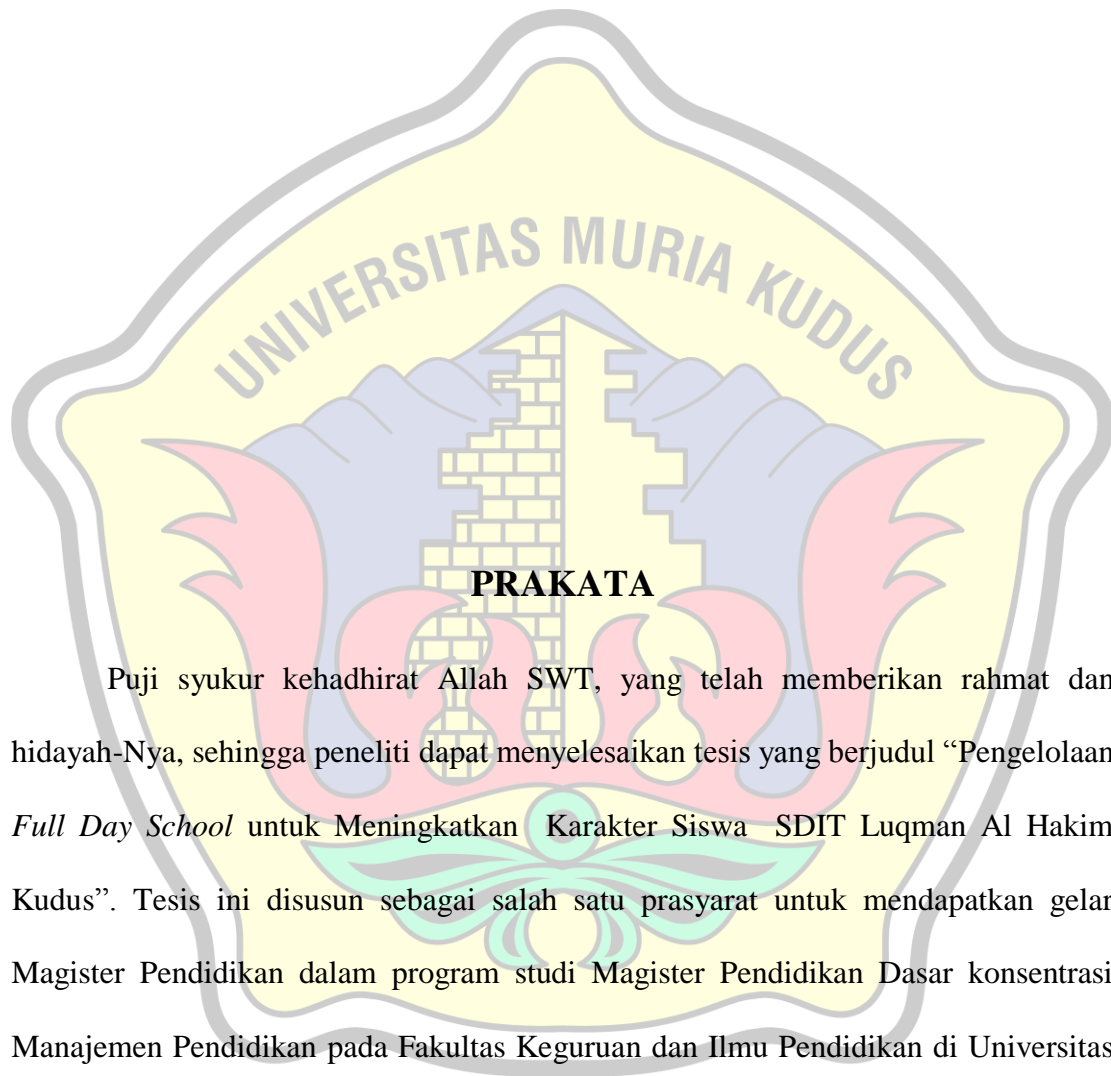 UNIVERSITAS MURIA KUDUS
PRAKATA
Puji syukur kehadhirat Allah SWT, yang telah memberikan rahmat dan
hidayah-Nya, sehingga peneliti dapat menyelesaikan tesis yang berjudul “Pengelolaan
Full Day School untuk Meningkatkan Karakter Siswa SDIT Luqman Al Hakim
Kudus”. Tesis ini disusun sebagai salah satu prasyarat untuk mendapatkan gelar
Magister Pendidikan dalam program studi Magister Pendidikan Dasar konsentrasi
Manajemen Pendidikan pada Fakultas Keguruan dan Ilmu Pendidikan di Universitas